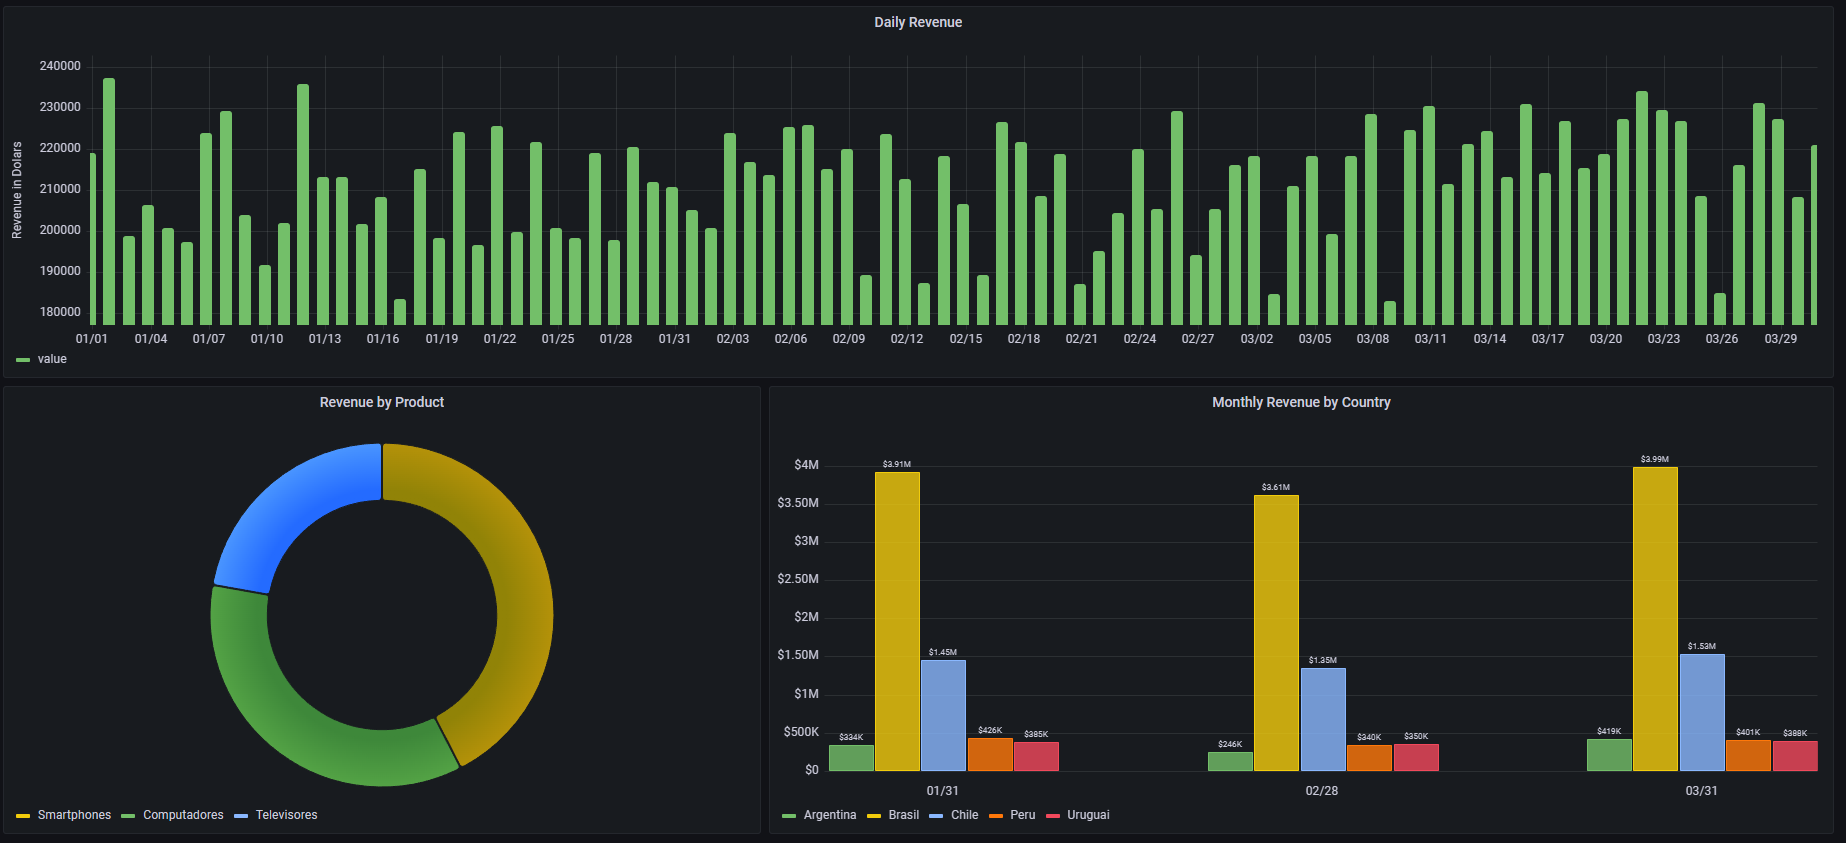 Daily Revenue
Revenue in Dolars
240000
230000
220000
210000
200000
190000
180000
01/01 01/04 01/07 01/10 01/13 01/16 01/19 01/22 01/25 01/28 01/31 02/03 02/06 02/09 02/12 02/15 02/18 02/21 02/24 02/27 03/02 03/05 03/08 03/11 03/14 03/17 03/20 03/23 03/26 03/29
value
Revenue by Product
Smartphones Computadores Televisores
Monthly Revenue by Country
$4M
$3.50M
$3M
$2.50M
$2M
$1.50M
$1M
$500K
$0
$334K $3.91M $1.45M $426K $385K
$246K $3.61M $1.35M $340K $350K
$419K $3.99M $1.53M $401K $388K
01/31 02/28 03/31
Argentina Brasil Chile Peru Uruguai